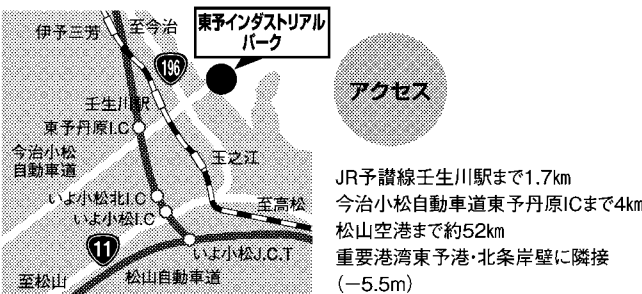 伊予三芳
至今治
東予インダストリアル
パーク
196
壬生川駅
東予丹原I.C
今治小松
自動車道
玉之江
いよ小松北I.C
いよ小松I.C
至高松
11
いよ小松J.C.T
至松山
松山自動車道
アクセス
JR予讃線壬生川駅まで1.7km
今治小松自動車道東予丹原ICまで4km
松山空港まで約52km
重要港湾東予港・北条岸壁に隣接
(−5.5m)